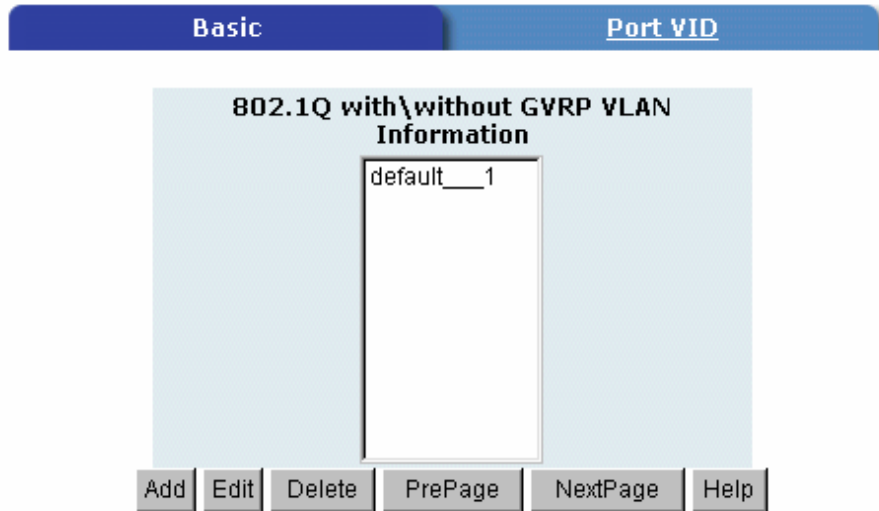 Basic Port VID
802.1Q with\without GVRP VLAN
Information
default___1
Add Edit Delete PrePage NextPage Help